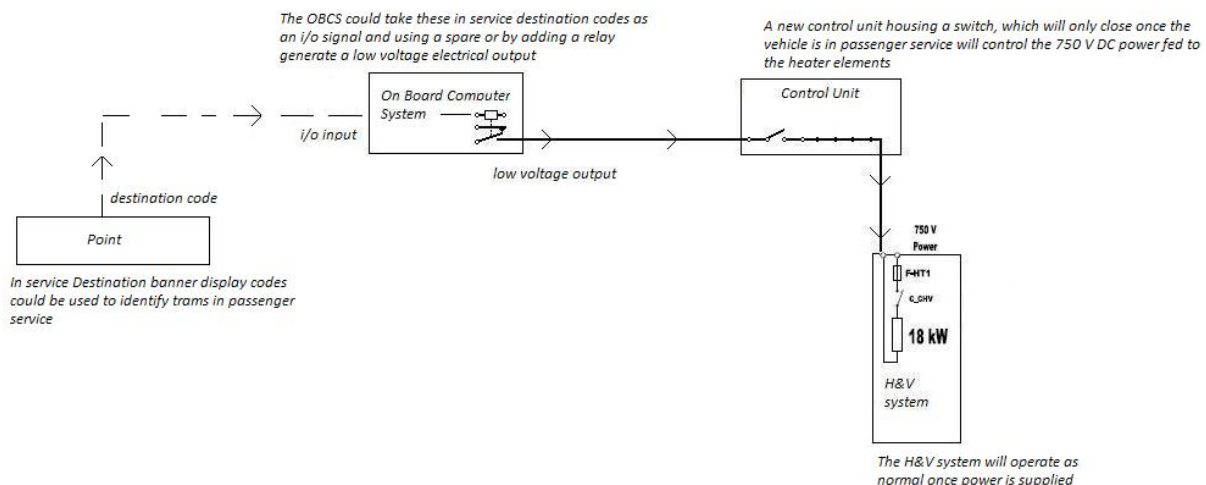 The OBCS could take these in service destination codes as
an i/o signal and using a spare or by adding a relay
generate a low voltage electrical output
A new control unit housing a switch, which will only close once the
vehicle is in passenger service will control the 750 V DC power fed to
the heater elements
On Board Computer
System
Control Unit
i/o input
low voltage output
destination code
Point
In service Destination banner display codes
could be used to identify trams in passenger
service
750 V
Power
F-HT1
C_CHV
18 kW
H&V
system
The H&V system will operate as
normal once power is supplied